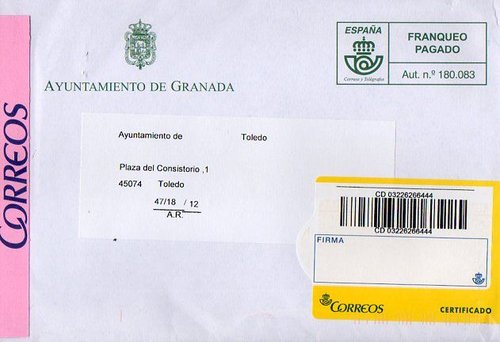 ESPAÑA
Correos y Telégrafos
FRANQUEO
PAGADO
Aut. n.º 180.083
AYUNTAMIENTO DE GRANADA
CORREOS
Ayuntamiento de Toledo
Plaza del Consistorio ,1
45074 Toledo
47/18 / 12
A.R.
CD 03226266444
CD 03226266444
FIRMA
CORREOS
CERTIFICADO